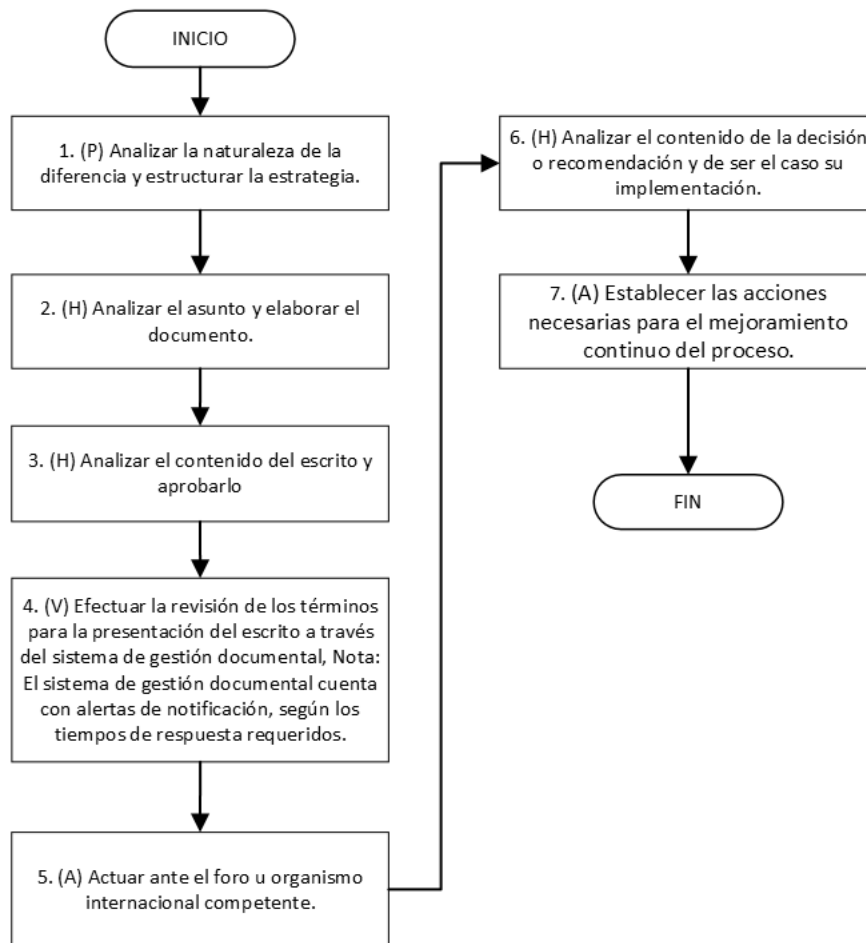 INICIO
1. (P) Analizar la naturaleza de la
diferencia y estructurar la estrategia.
2. (H) Analizar el asunto y elaborar el
documento.
3. (H) Analizar el contenido del escrito y
aprobarlo
4. (V) Efectuar la revisión de los términos
para la presentación del escrito a través
del sistema de gestión documental, Nota:
El sistema de gestión documental cuenta
con alertas de notificación, según los
tiempos de respuesta requeridos.
5. (A) Actuar ante el foro u organismo
internacional competente.
6. (H) Analizar el contenido de la decisión
o recomendación y de ser el caso su
implementación.
7. (A) Establecer las acciones
necesarias para el mejoramiento
continuo del proceso.
FIN